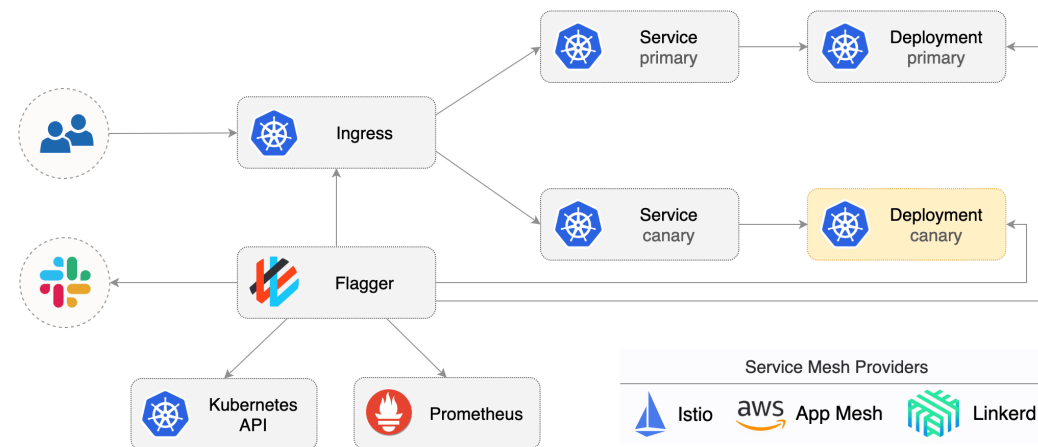 Service
primary
Deployment
primary
Ingress
Service
canary
Deployment
canary
Flagger
Kubernetes
API
Prometheus
Service Mesh Providers
Istio
aws
App Mesh
Linkerd